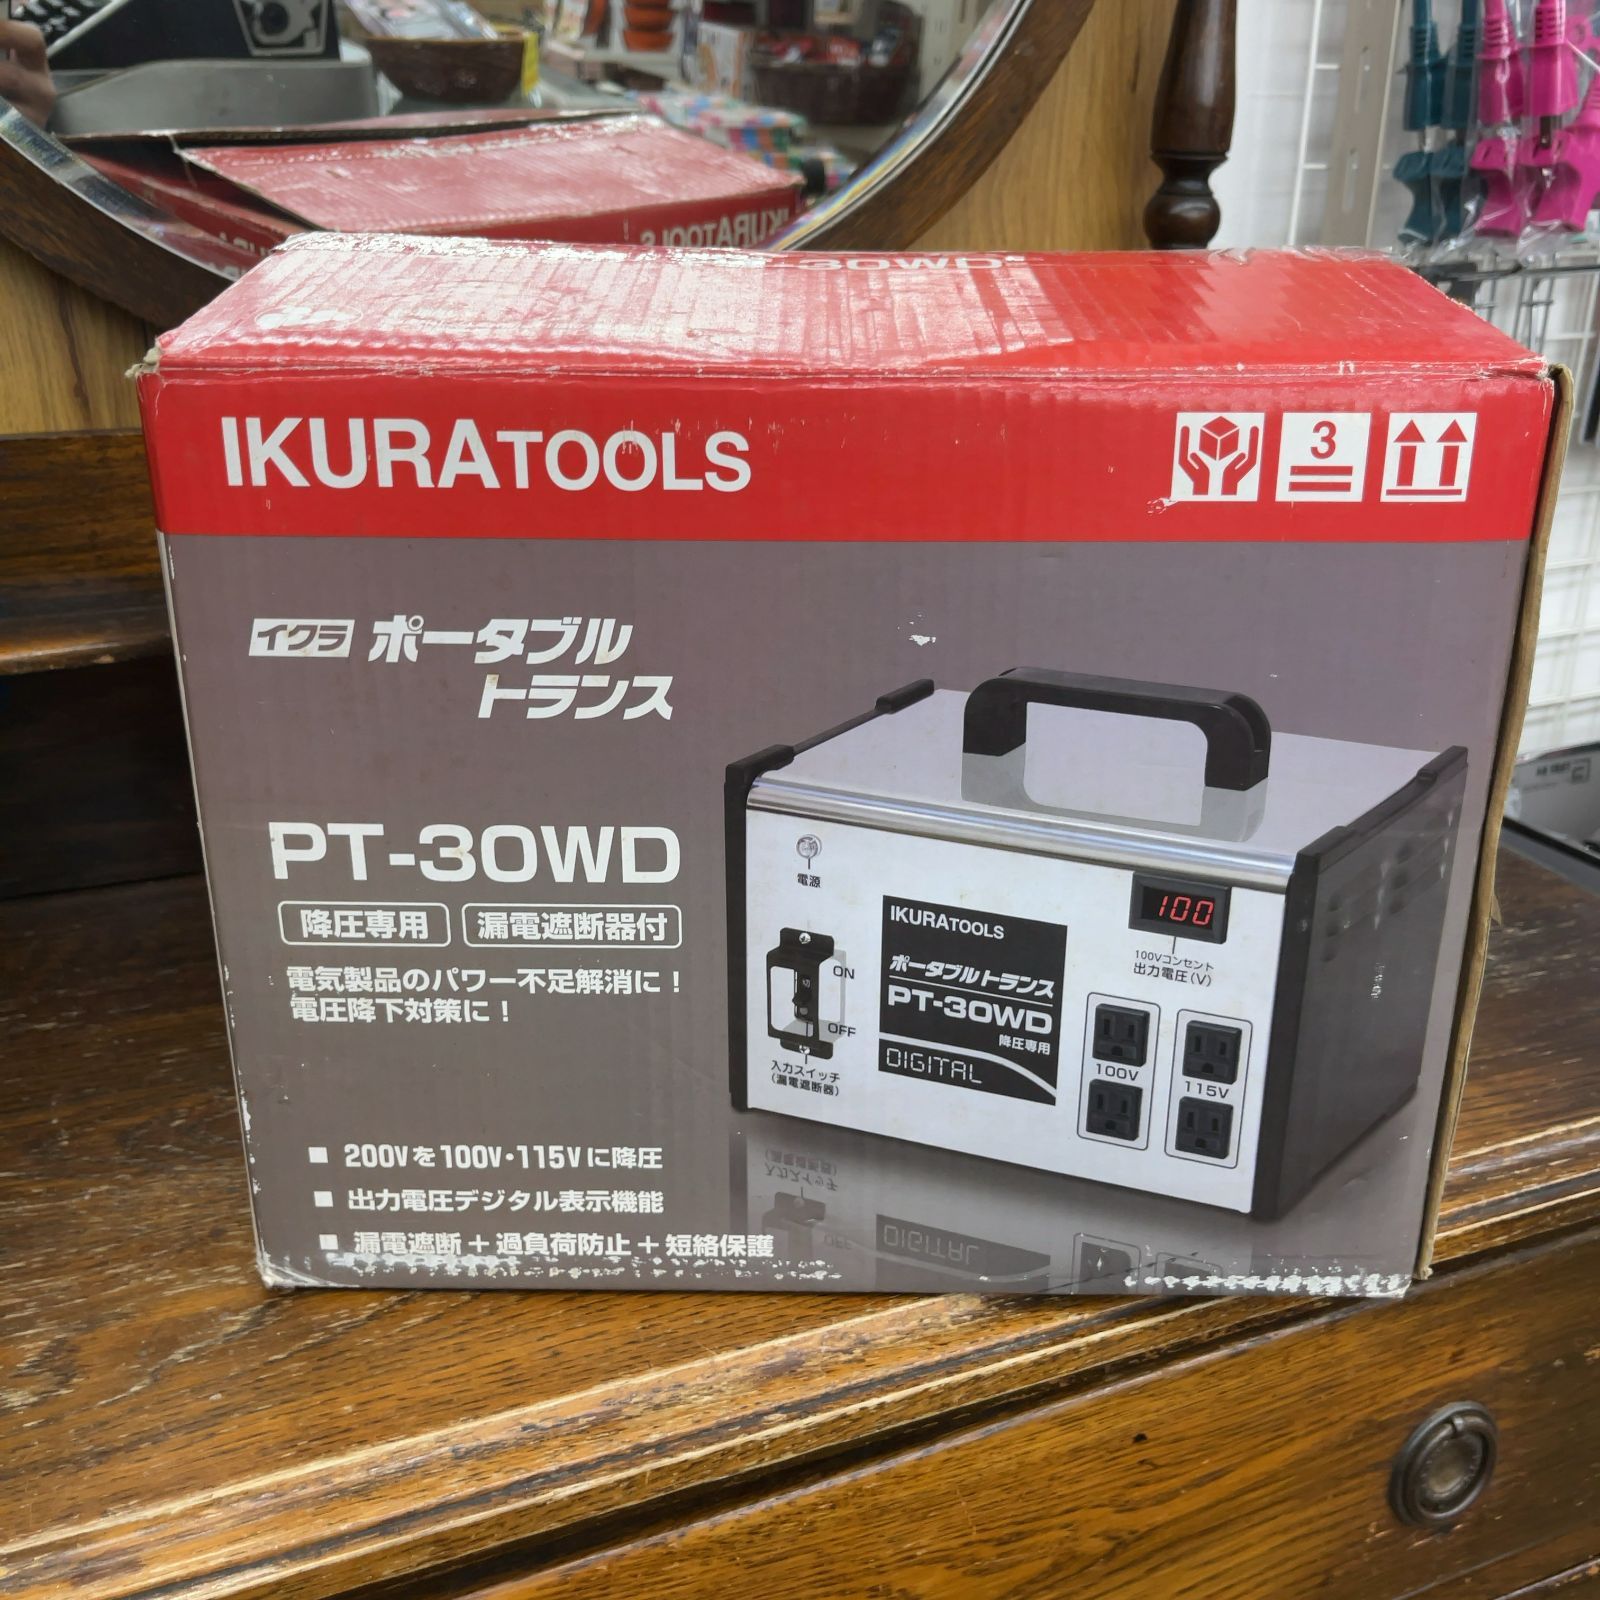 30WD
IKURATOOLS
IKURATOOLS
3
イクラ ポータブル
トランス
PT-30WD
降圧専用 漏電遮断器付
電気製品のパワー不足解消に!
電圧降下対策に!
■ 200Vを100V・115Vに降圧
■ 出力電圧デジタル表示機能
■ 漏電遮断+過負荷防止+短絡保護
電源
ON
OFF
入力スイッチ
(漏電遮断器)
IKURATOOLS
ポータブルトランス
PT-30WD
降圧専用
DIGITAL
100
100Vコンセント
出力電圧(V)
100V
115V